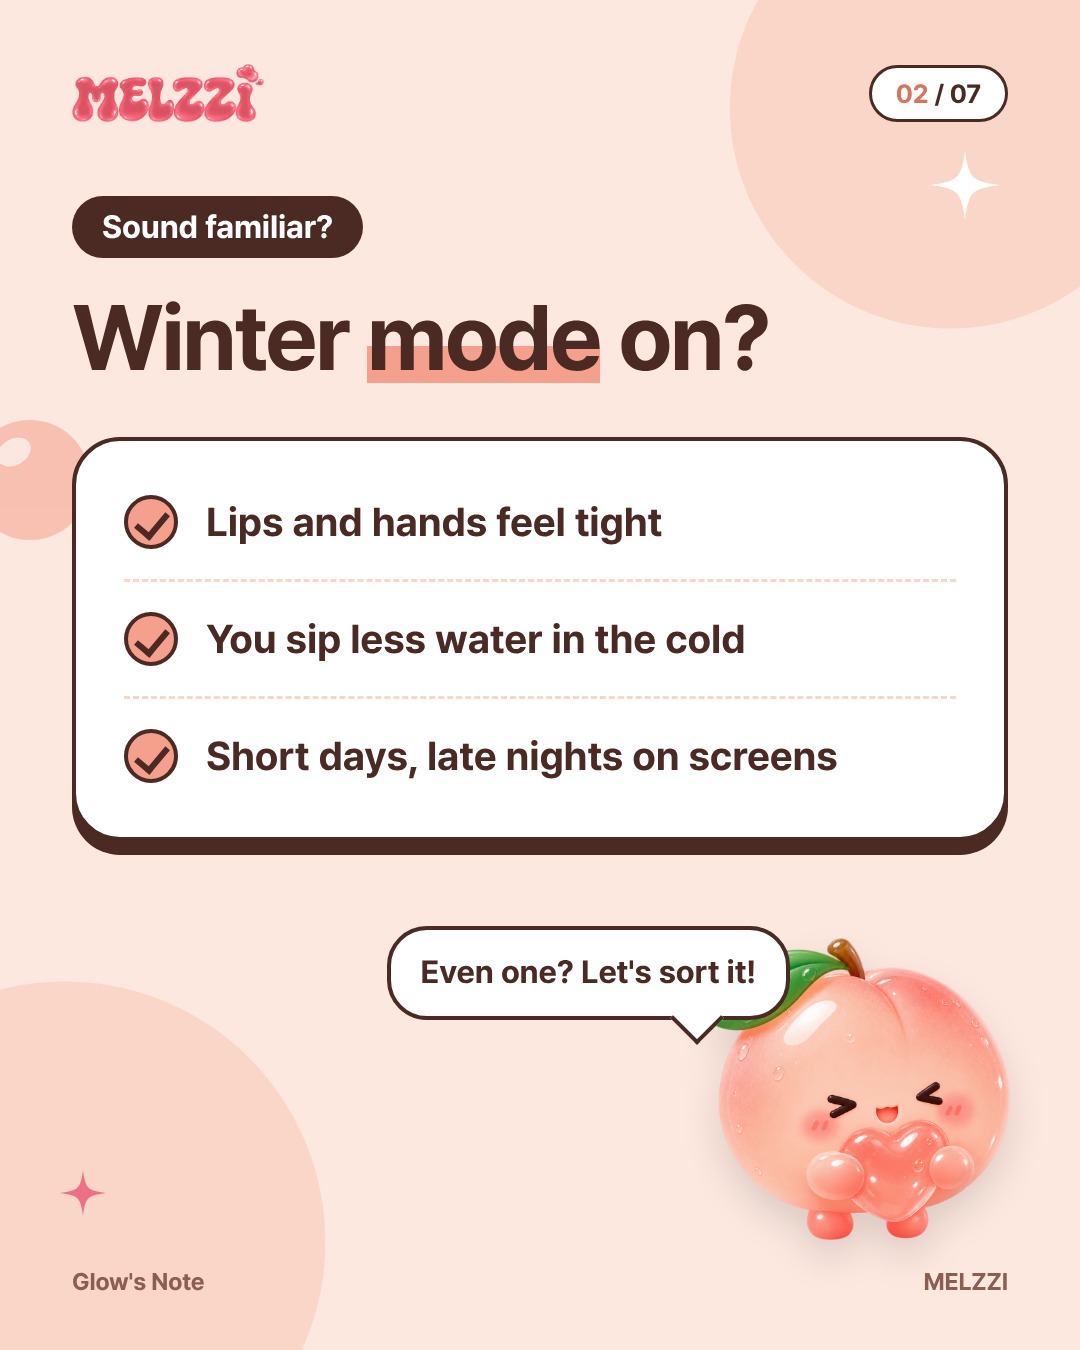 MELZZI
02 / 07
Sound familiar?
Winter mode on?
Lips and hands feel tight
You sip less water in the cold
Short days, late nights on screens
Even one? Let's sort it!
Glow's Note
MELZZI